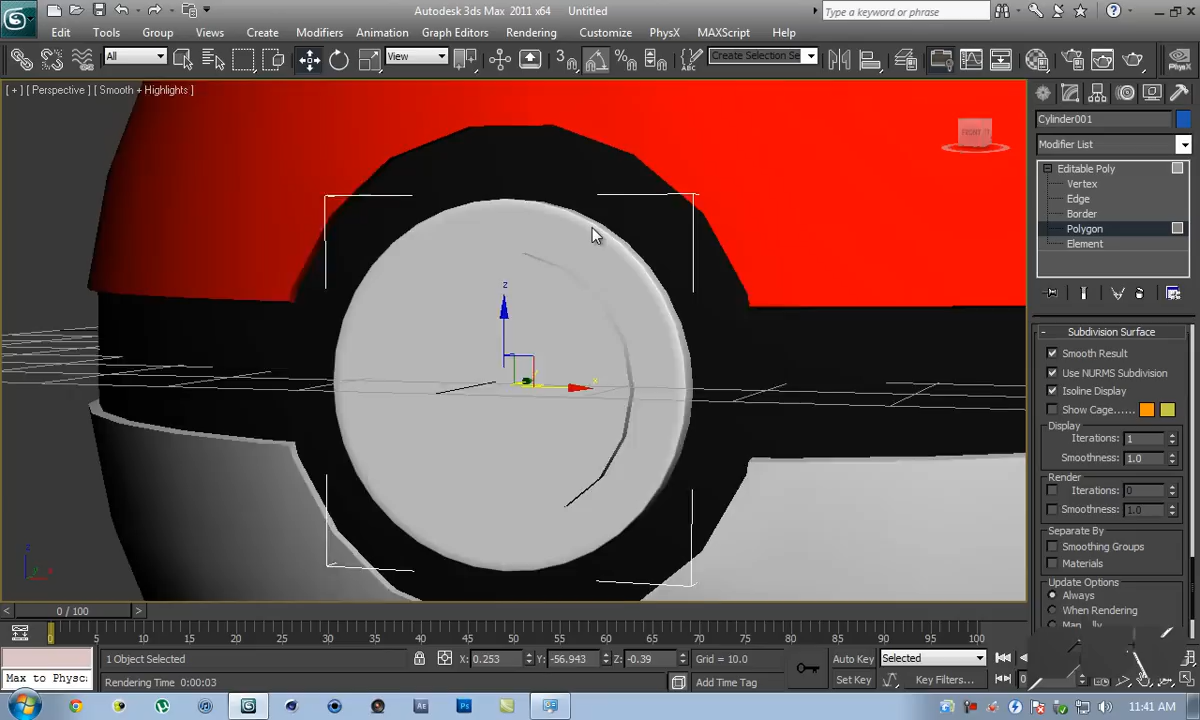 Autodesk 3ds Max 2011 x64 Untitled
Type a keyword or phrase
Edit Tools Group Views Create Modifiers Animation Graph Editors Rendering Customize PhysX MAXScript Help
All View 3 Create Selection Se PhysX
[ + ] [ Perspective ] [ Smooth + Highlights ]
FRONT
Cylinder001
Modifier List
Editable Poly
Vertex
Edge
Border
Polygon
Element
z
x
- Subdivision Surface
Smooth Result
Use NURMS Subdivision
Isoline Display
Show Cage......
Display
Iterations: 1
Smoothness: 1.0
Render
Iterations: 0
Smoothness: 1.0
Separate By
Smoothing Groups
Materials
Update Options
Always
When Rendering
z
x
< 0 / 100 >
0 5 10 15 20 25 30 35 40 45 50 55 60 65 70 75 80 85 90 95 100
1 Object Selected X: 0.253 Y: -56.943 Z: -0.39 Grid = 10.0 Auto Key Selected
Max to Physc Rendering Time 0:00:03 Add Time Tag Set Key Key Filters...
Ae Ps 11:41 AM